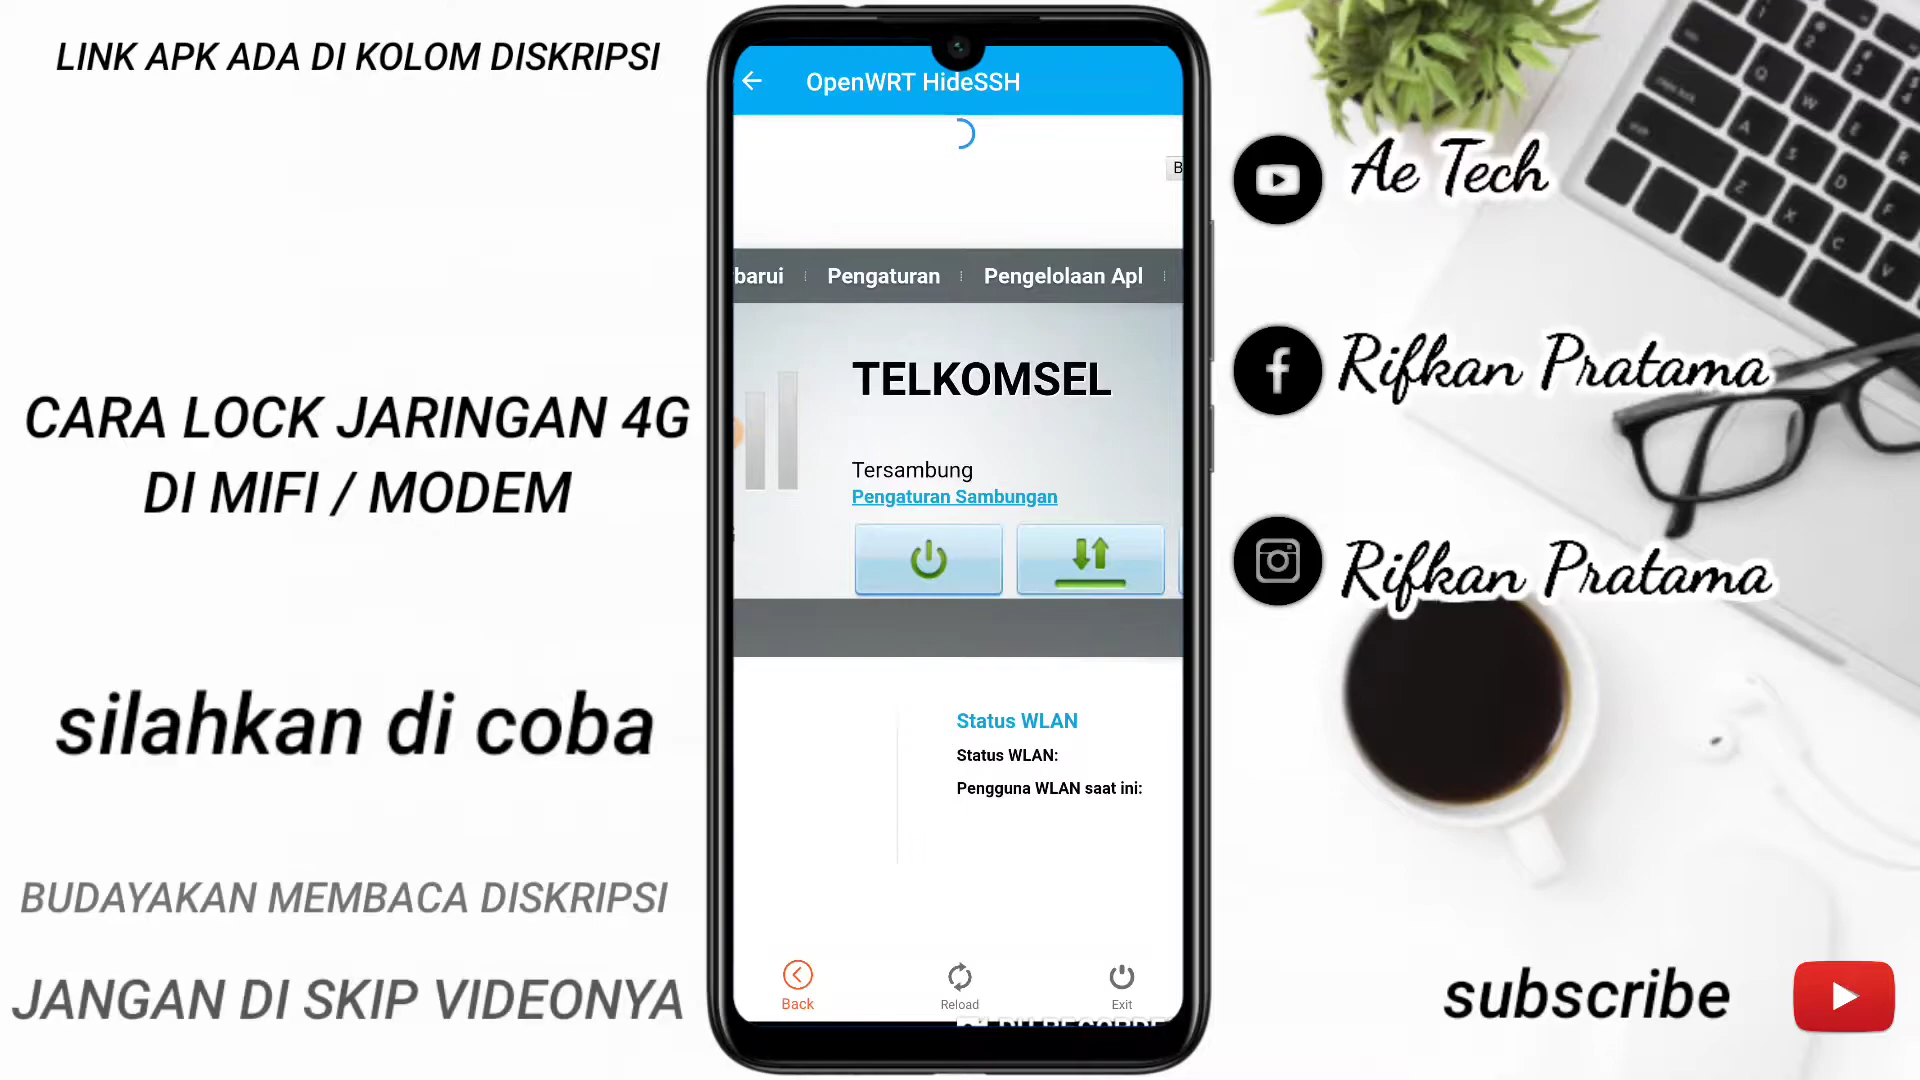 LINK APK ADA DI KOLOM DISKRIPSI
CARA LOCK JARINGAN 4G
DI MIFI / MODEM
silahkan di coba
BUDAYAKAN MEMBACA DISKRIPSI
JANGAN DI SKIP VIDEONYA
OpenWRT HideSSH
B
barui
Pengaturan
Pengelolaan Apl
TELKOMSEL
Tersambung
Pengaturan Sambungan
Status WLAN
Status WLAN:
Pengguna WLAN saat ini:
Back
Reload
Exit
Ae Tech
Rifkan Pratama
Rifkan Pratama
subscribe